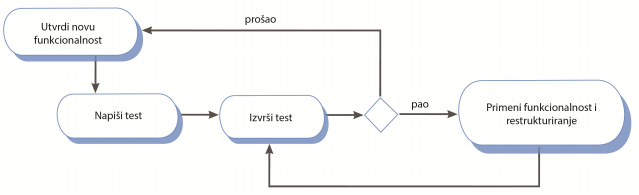 Utvrdi novu
funkcionalnost
prošao
Napiši test
Izvrši test
pao
Primeni funkcionalnost i
restrukturiranje